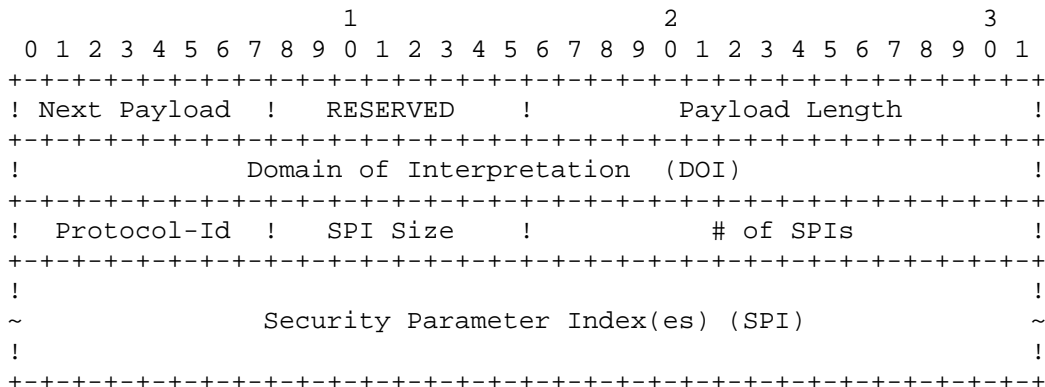 1                   2                   3
 0 1 2 3 4 5 6 7 8 9 0 1 2 3 4 5 6 7 8 9 0 1 2 3 4 5 6 7 8 9 0 1
+-+-+-+-+-+-+-+-+-+-+-+-+-+-+-+-+-+-+-+-+-+-+-+-+-+-+-+-+-+-+-+-+
! Next Payload  !   RESERVED    !         Payload Length        !
+-+-+-+-+-+-+-+-+-+-+-+-+-+-+-+-+-+-+-+-+-+-+-+-+-+-+-+-+-+-+-+-+
!              Domain of Interpretation  (DOI)                  !
+-+-+-+-+-+-+-+-+-+-+-+-+-+-+-+-+-+-+-+-+-+-+-+-+-+-+-+-+-+-+-+-+
!  Protocol-Id  !   SPI Size    !           # of SPIs           !
+-+-+-+-+-+-+-+-+-+-+-+-+-+-+-+-+-+-+-+-+-+-+-+-+-+-+-+-+-+-+-+-+
!                                                               !
~               Security Parameter Index(es) (SPI)              ~
!                                                               !
+-+-+-+-+-+-+-+-+-+-+-+-+-+-+-+-+-+-+-+-+-+-+-+-+-+-+-+-+-+-+-+-+